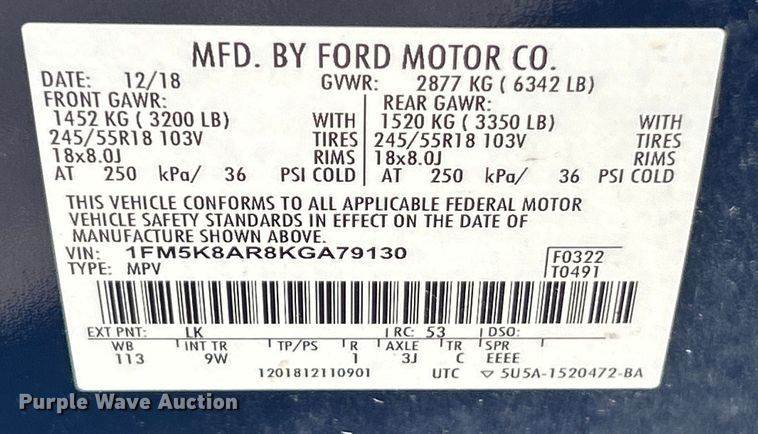 MFD. BY FORD MOTOR CO.
DATE: 12/18 GVWR: 2877 KG ( 6342 LB)
FRONT GAWR: REAR GAWR:
1452 KG ( 3200 LB) WITH 1520 KG ( 3350 LB) WITH
245/55R18 103V TIRES 245/55R18 103V TIRES
18x8.0J RIMS 18x8.0J RIMS
AT 250 kPa/ 36 PSI COLD AT 250 kPa/ 36 PSI COLD
THIS VEHICLE CONFORMS TO ALL APPLICABLE FEDERAL MOTOR
VEHICLE SAFETY STANDARDS IN EFFECT ON THE DATE OF
MANUFACTURE SHOWN ABOVE.
VIN: 1FM5K8AR8KGA79130 F0322
TYPE: MPV T0491
EXT PNT: LK RC: 53 DSO:
WB INT TR TP/PS R AXLE TR SPR
113 9W 1 3J C EEEE
1201812110901 UTC ▽ 5U5A-1520472-BA
Purple Wave Auction